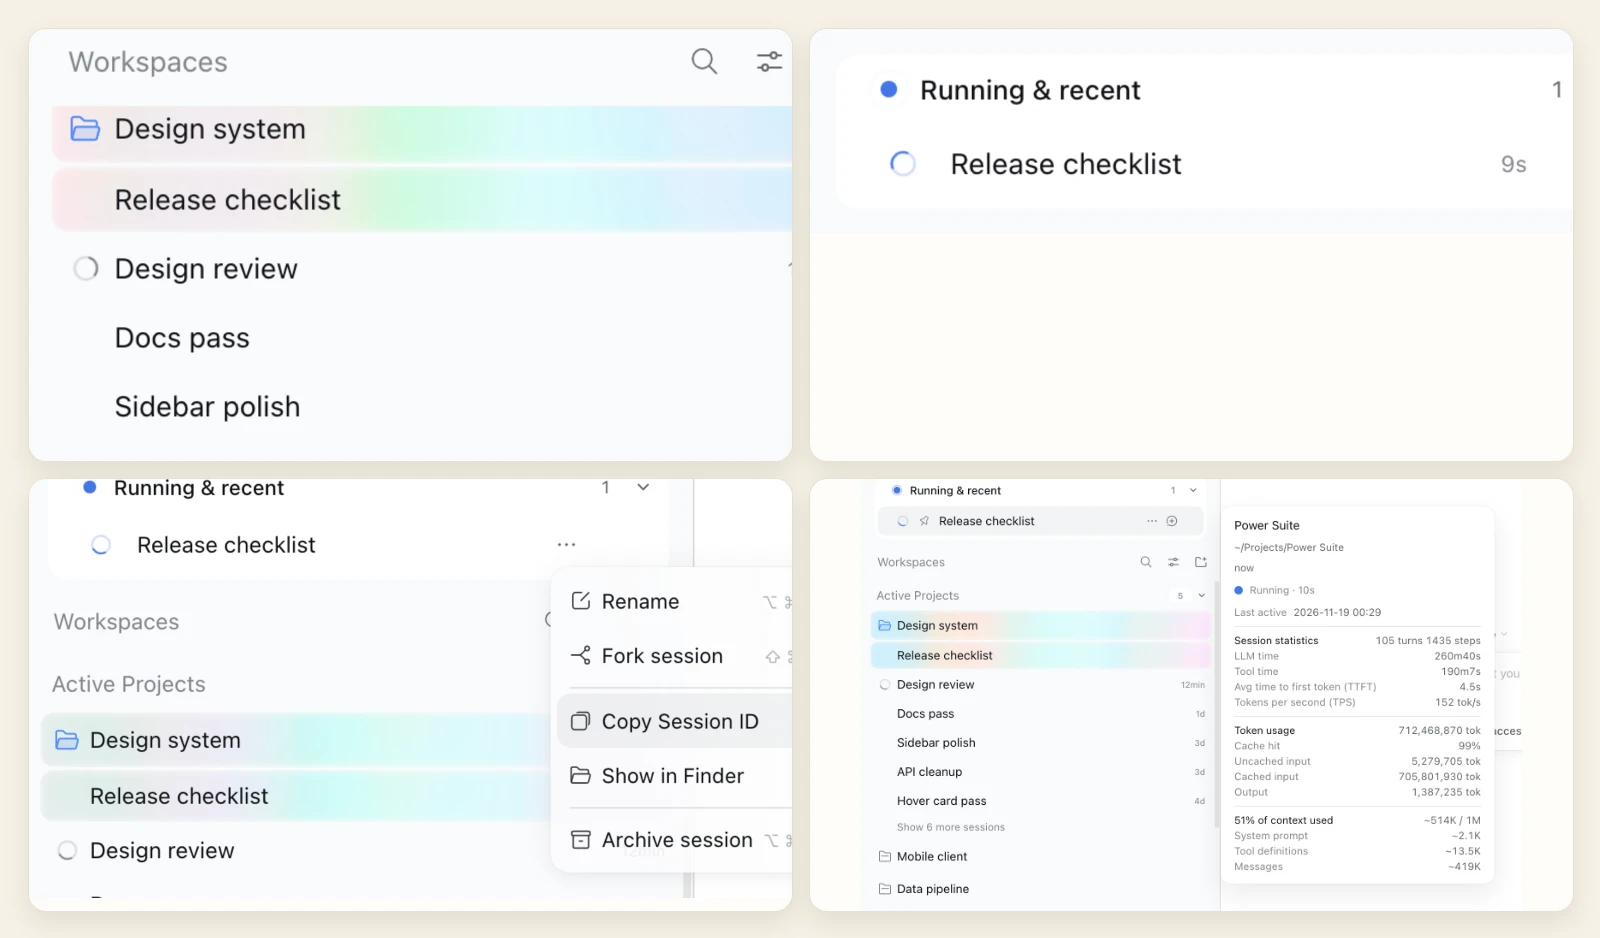 Workspaces
Design system
Release checklist
Design review
Docs pass
Sidebar polish
Running & recent 1
Release checklist 9s
Running & recent 1
Release checklist ...
Workspaces
Active Projects
Design system
Release checklist
Design review
Rename ⌥ ⌘
Fork session ⇧ ⌘
Copy Session ID
Show in Finder
Archive session ⌥ ⌘
Running & recent 1
Release checklist ...
Workspaces
Active Projects 5
Design system
Release checklist
Design review 12min
Docs pass 1d
Sidebar polish 3d
API cleanup 3d
Hover card pass 4d
Show 6 more sessions
Mobile client
Data pipeline
Power Suite
~/Projects/Power Suite
now
Running · 10s
Last active 2026-11-19 00:29
Session statistics 105 turns 1435 steps
LLM time 260m40s
Tool time 190m7s
Avg time to first token (TTFT) 4.5s
Tokens per second (TPS) 152 tok/s
Token usage 712,468,870 tok
Cache hit 99%
Uncached input 5,279,705 tok
Cached input 705,801,930 tok
Output 1,387,235 tok
51% of context used ~514K / 1M
System prompt ~2.1K
Tool definitions ~13.5K
Messages ~419K
t you
acces